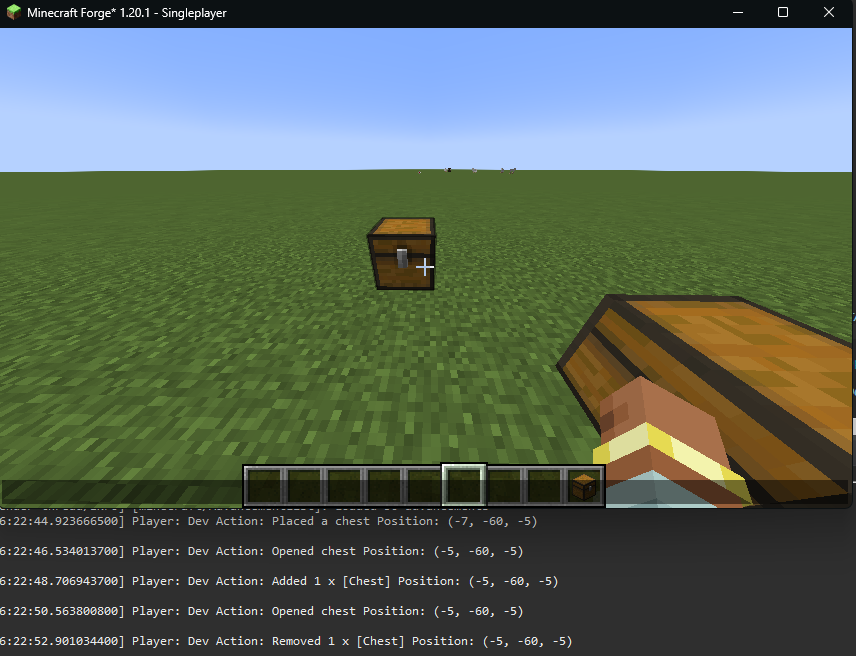 Minecraft Forge* 1.20.1 - Singleplayer
6:22:44.923666500] Player: Dev Action: Placed a chest Position: (-7, -60, -5)
6:22:46.534013700] Player: Dev Action: Opened chest Position: (-5, -60, -5)
6:22:48.706943700] Player: Dev Action: Added 1 x [Chest] Position: (-5, -60, -5)
6:22:50.563800800] Player: Dev Action: Opened chest Position: (-5, -60, -5)
6:22:52.901034400] Player: Dev Action: Removed 1 x [Chest] Position: (-5, -60, -5)